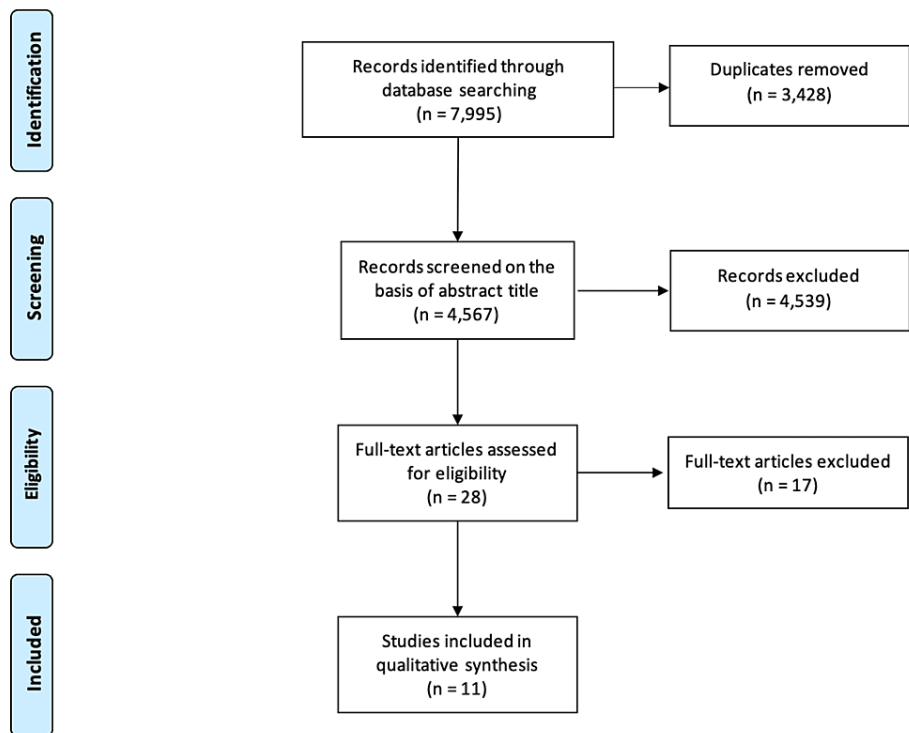 Identification
Records identified through
database searching
(n = 7,995)
Duplicates removed
(n = 3,428)
Screening
Records screened on the
basis of abstract title
(n = 4,567)
Records excluded
(n = 4,539)
Eligibility
Full-text articles assessed
for eligibility
(n = 28)
Full-text articles excluded
(n = 17)
Included
Studies included in
qualitative synthesis
(n = 11)